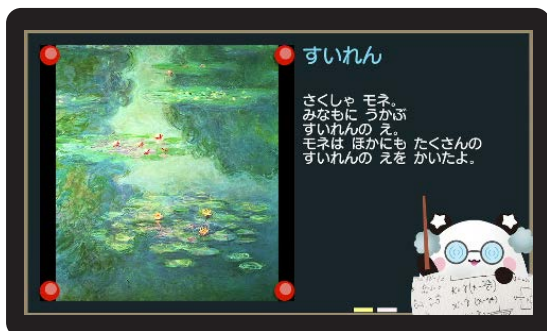 すいれん
さくしゃ モネ。
みなもに うかぶ
すいれんの え。
モネは ほかにも たくさんの
すいれんの えを かいたよ。